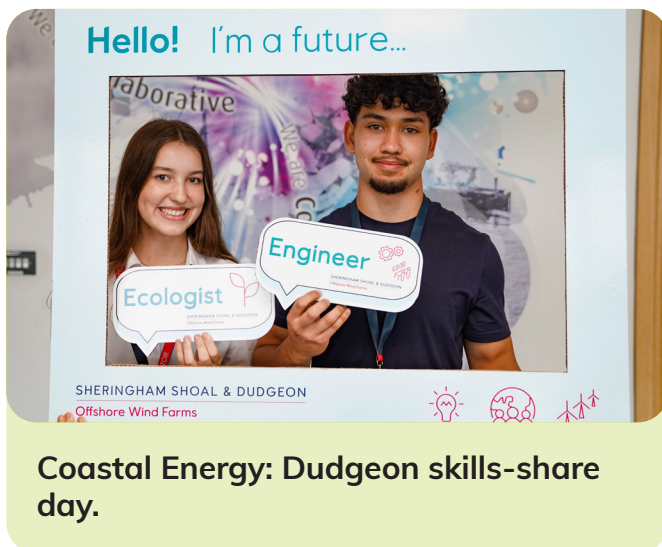 Hello! I'm a future...
laborative
We are Co
Engineer
SHERINGHAM SHOAL & DUDGEON
Offshore Wind Farms
Ecologist
SHERINGHAM SHOAL & DUDGEON
Offshore Wind Farms
SHERINGHAM SHOAL & DUDGEON
Offshore Wind Farms
Coastal Energy: Dudgeon skills-share
day.